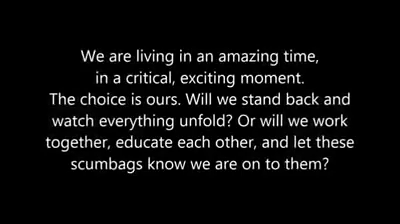 We are living in an amazing time,
in a critical, exciting moment.
The choice is ours. Will we stand back and
watch everything unfold? Or will we work
together, educate each other, and let these
scumbags know we are on to them?